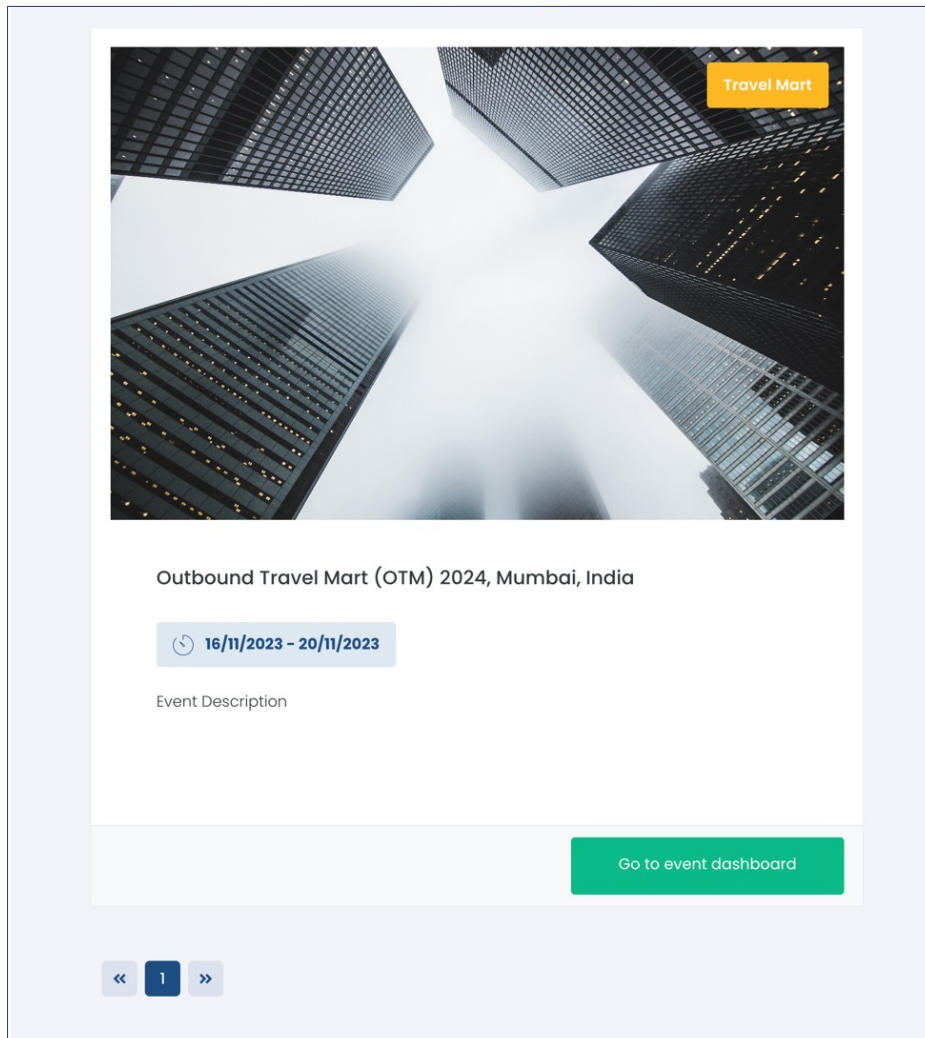 Travel Mart
Outbound Travel Mart (OTM) 2024, Mumbai, India
16/11/2023 - 20/11/2023
Event Description
Go to event dashboard
« 1 »